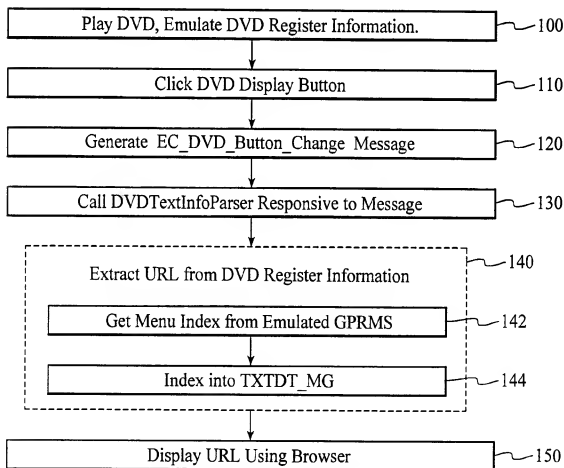 Play DVD, Emulate DVD Register Information.
100
Click DVD Display Button
110
Generate EC_DVD_Button_Change Message
120
Call DVDTextInfoParser Responsive to Message
130
140
Extract URL from DVD Register Information
Get Menu Index from Emulated GPRMS
142
Index into TXTDT_MG
144
Display URL Using Browser
150